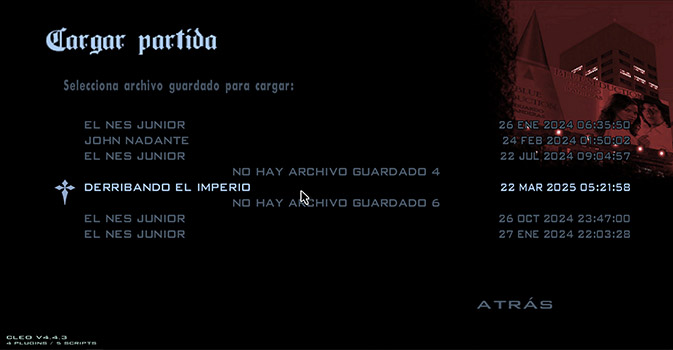 Cargar partida
Selecciona archivo guardado para cargar:
EL NES JUNIOR 26 ENE 2024 06:35:50
JOHN NADANTE 24 FEB 2024 01:50:02
EL NES JUNIOR 22 JUL 2024 09:04:57
NO HAY ARCHIVO GUARDADO 4
DERRIBANDO EL IMPERIO 22 MAR 2025 05:21:58
NO HAY ARCHIVO GUARDADO 6
EL NES JUNIOR 26 OCT 2024 23:47:00
EL NES JUNIOR 27 ENE 2024 22:03:28
ATRÁS
CLEO V4.4.3
4 PLUGINS / 5 SCRIPTS